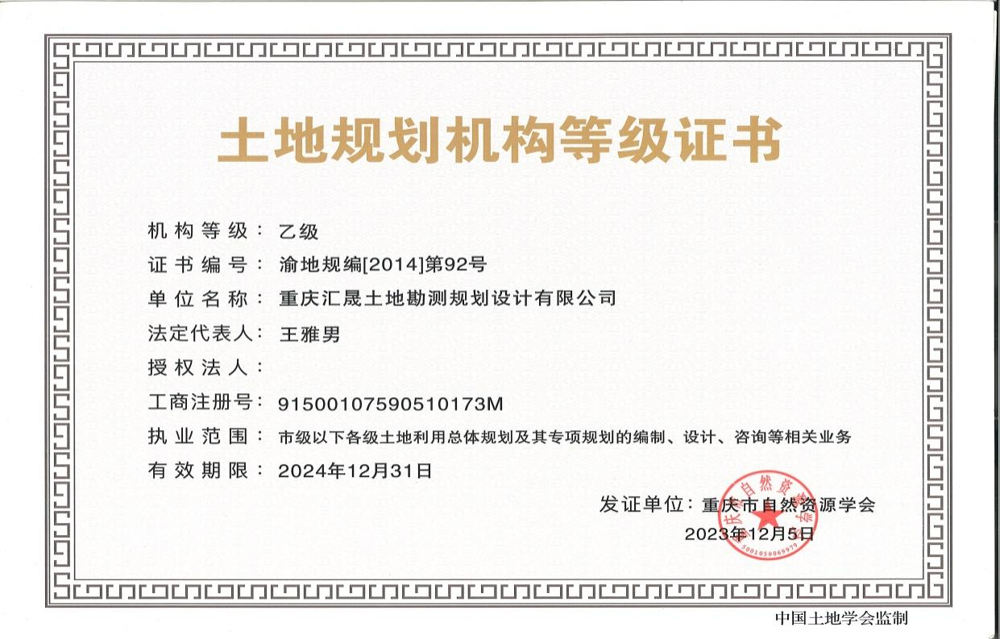 土地规划机构等级证书
机构等级：乙级
证书编号：渝地规编[2014]第92号
单位名称：重庆汇晟土地勘测规划设计有限公司
法定代表人：王雅男
授权法人：
工商注册号：91500107590510173M
执业范围：市级以下各级土地利用总体规划及其专项规划的编制、设计、咨询等相关业务
有效期限：2024年12月31日
发证单位：重庆市自然资源学会
2023年12月5日
重庆市自然资源学会
5001050069979
中国土地学会监制